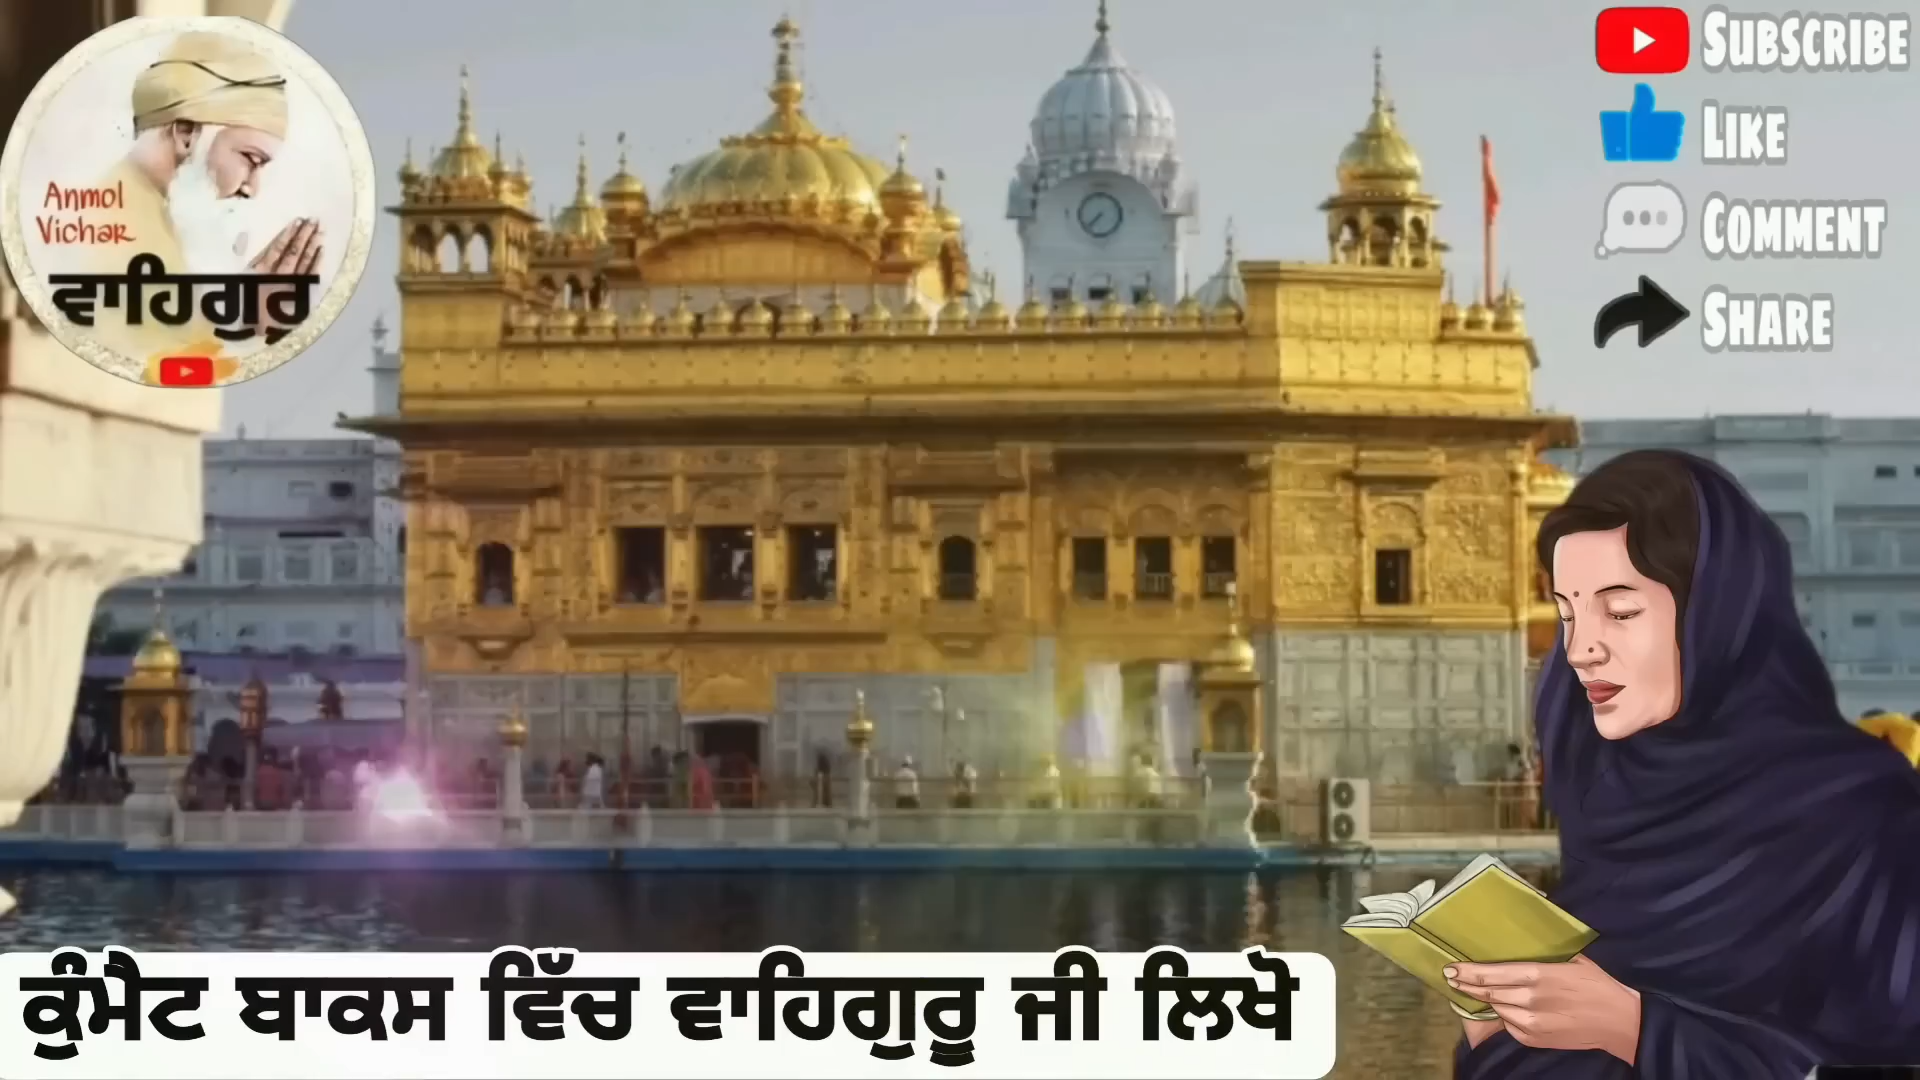 Anmol
Vichar
ਵਾਹਿਗੁਰੂ
SUBSCRIBE
LIKE
COMMENT
SHARE
ਕੁੰਮੈਟ ਬਾਕਸ ਵਿੱਚ ਵਾਹਿਗੁਰੂ ਜੀ ਲਿਖੋ